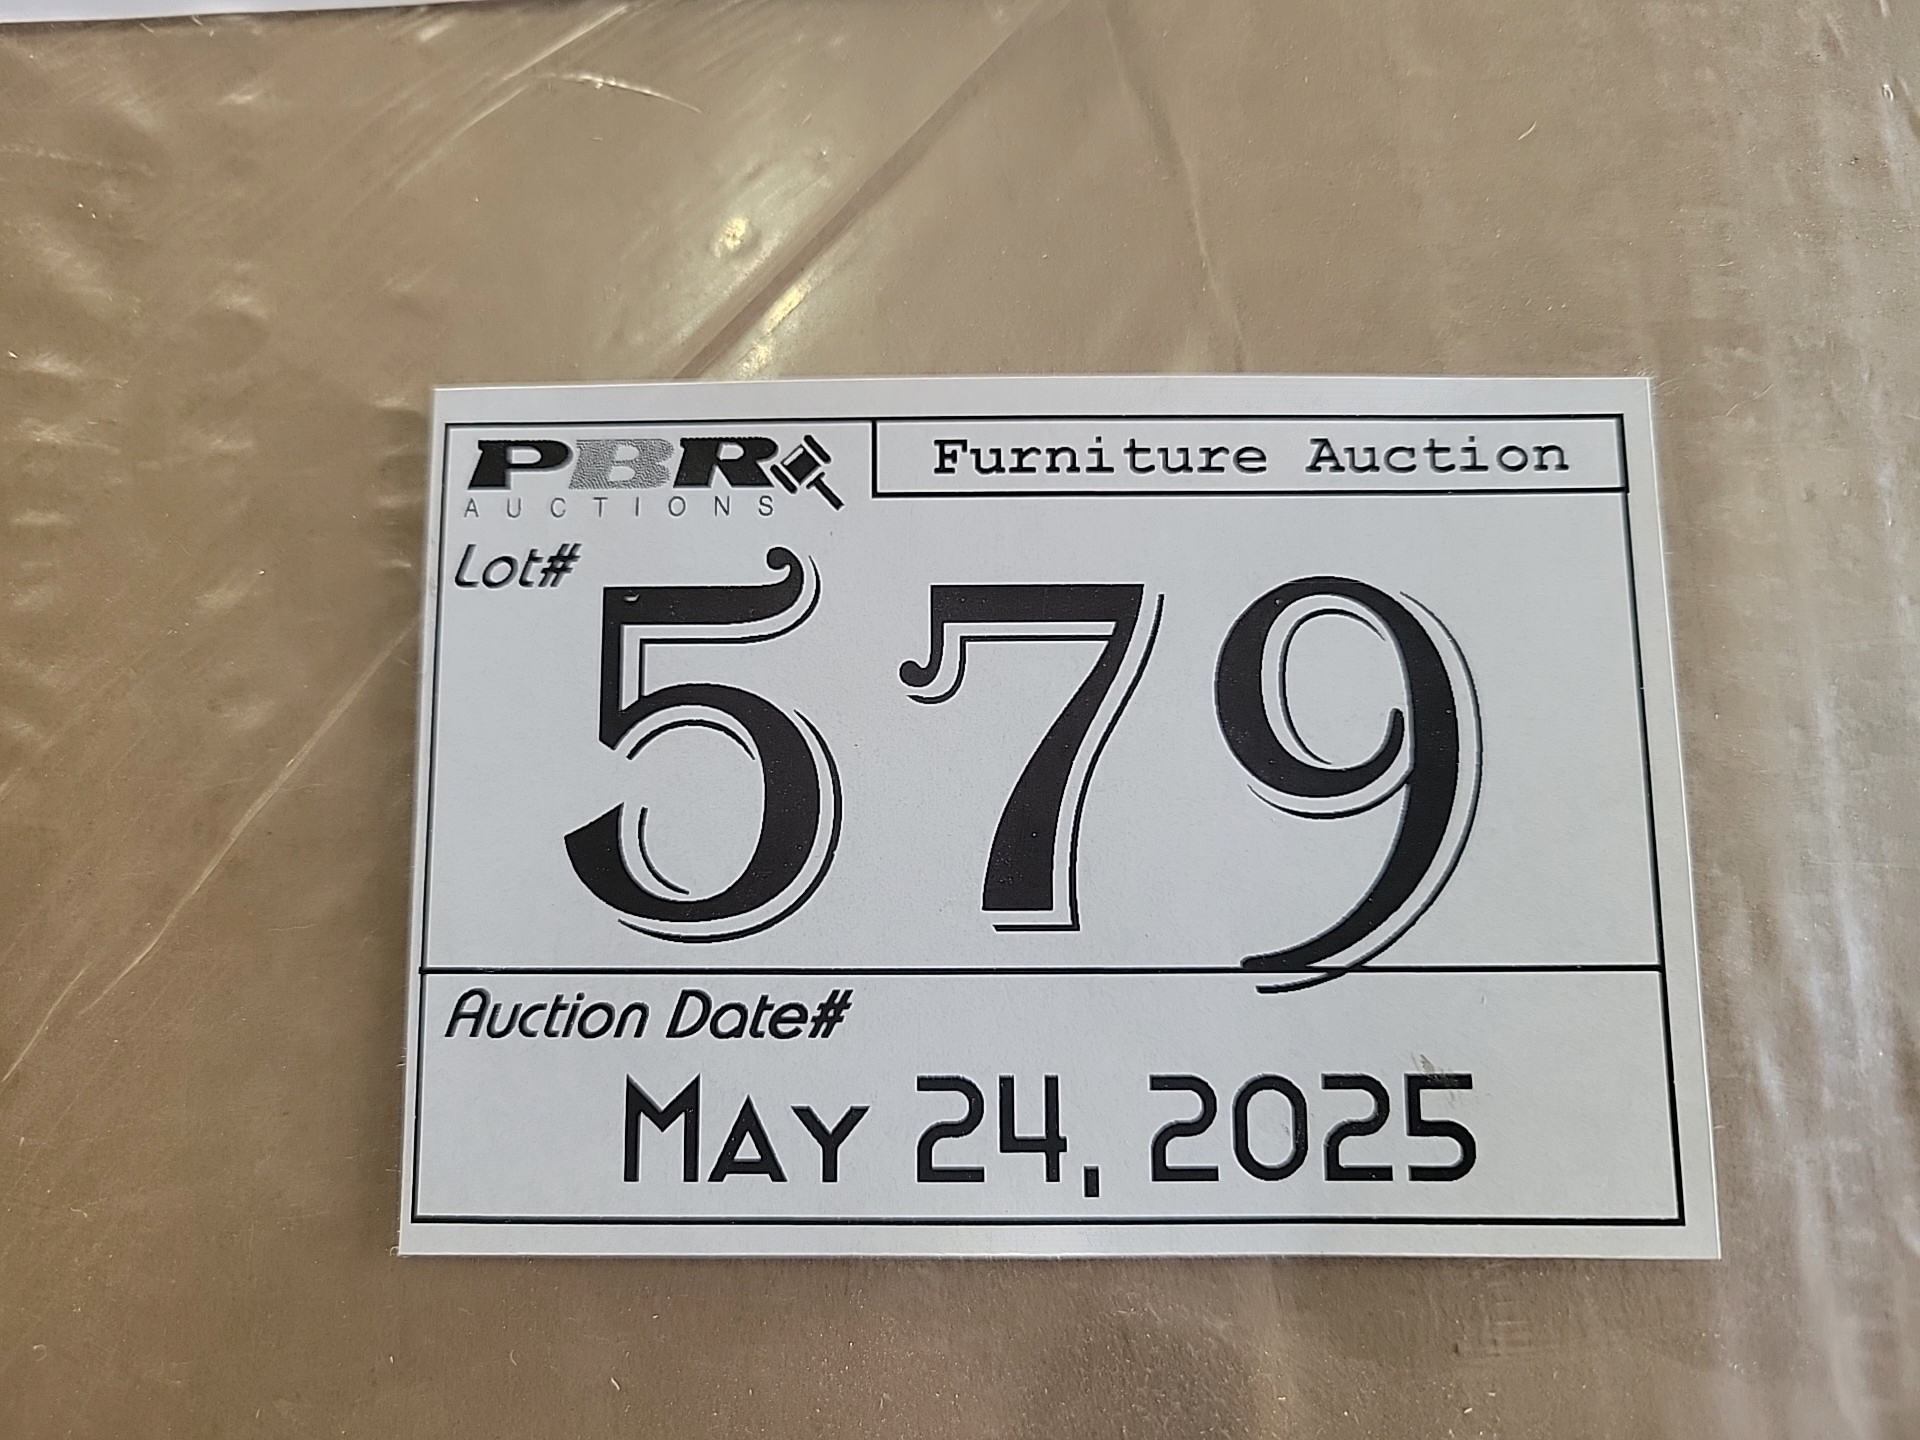 PBR
AUCTIONS
Furniture Auction
Lot#
579
Auction Date#
May 24, 2025